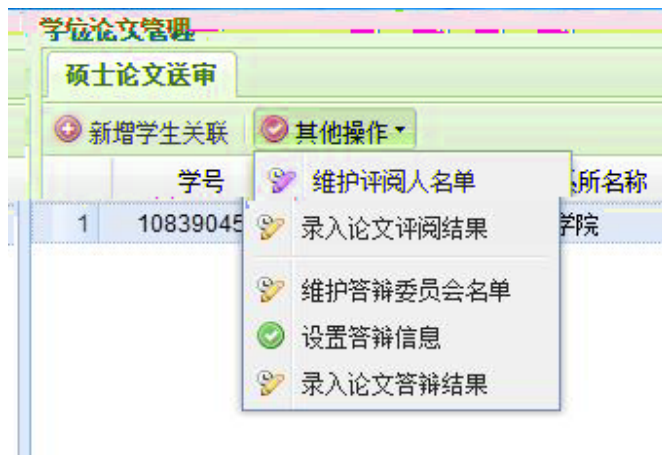 学位论文管理
硕士论文送审
新增学生关联 其他操作
学号 所名称
1 10839045 学院
维护评阅人名单
录入论文评阅结果
维护答辩委员会名单
设置答辩信息
录入论文答辩结果